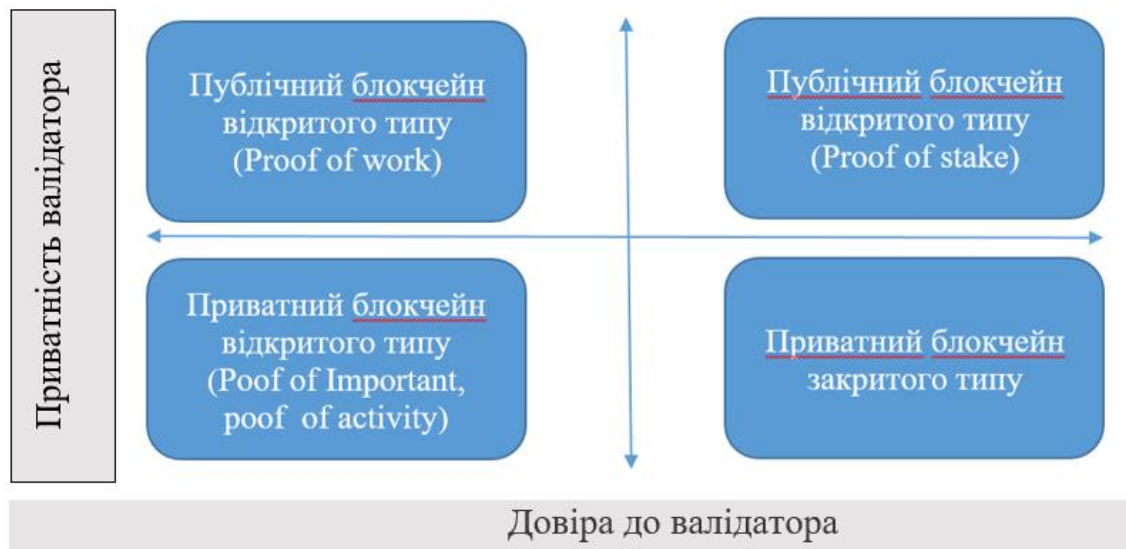 Приватність валідатора
Публічний блокчейн
відкритого типу
(Proof of work)
Публічний блокчейн
відкритого типу
(Proof of stake)
Приватний блокчейн
відкритого типу
(Poof of Important,
poof of activity)
Приватний блокчейн
закритого типу
Довіра до валідатора